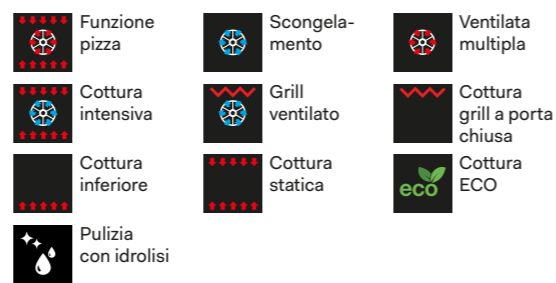 Funzione
pizza
Scongela-
mento
Ventilata
multipla
Cottura
intensiva
Grill
ventilato
Cottura
grill a porta
chiusa
Cottura
inferiore
Cottura
statica
eco
Cottura
ECO
Pulizia
con idrolisi